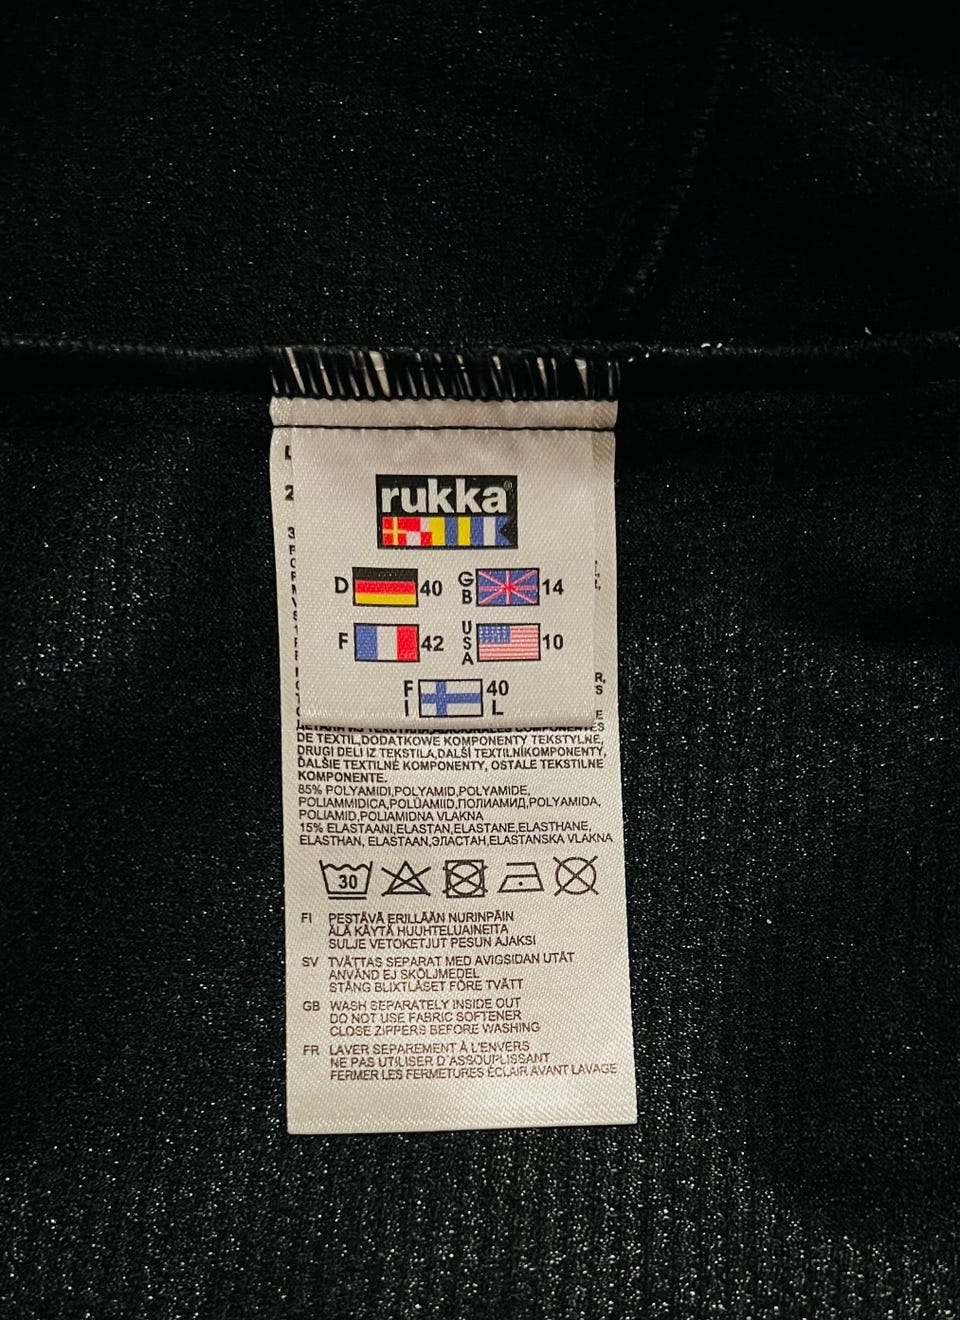 rukka®
D 40 GB 14
F 42 USA 10
FI 40 L
DE TEXTIL,DODATKOWE KOMPONENTY TEKSTYLNE,
DRUGI DELI IZ TEKSTILA,DALŠÍ TEXTILNÍKOMPONENTY,
ĎALŠIE TEXTILNÉ KOMPONENTY, OSTALE TEKSTILNE
KOMPONENTE.
85% POLYAMIDI,POLYAMID,POLYAMIDE,
POLIAMMIDICA,POLÜAMIID,ПОЛИАМИД,POLYAMIDA,
POLIAMID,POLIAMIDNA VLAKNA
15% ELASTAANI,ELASTAN,ELASTANE,ELASTHANE,
ELASTHAN, ELASTAAN,ЭЛАСТАН,ELASTANSKA VLAKNA
30
FI PESTÄVÄ ERILLÄÄN NURINPÄIN
ÄLÄ KÄYTÄ HUUHTELUAINEITA
SULJE VETOKETJUT PESUN AJAKSI
SV TVÄTTAS SEPARAT MED AVIGSIDAN UTÅT
ANVÄND EJ SKÖLJMEDEL
STÄNG BLIXTLÅSET FÖRE TVÄTT
GB WASH SEPARATELY INSIDE OUT
DO NOT USE FABRIC SOFTENER
CLOSE ZIPPERS BEFORE WASHING
FR LAVER SEPAREMENT À L'ENVERS
NE PAS UTILISER D'ASSOUPLISSANT
FERMER LES FERMETURES ÉCLAIR AVANT LAVAGE